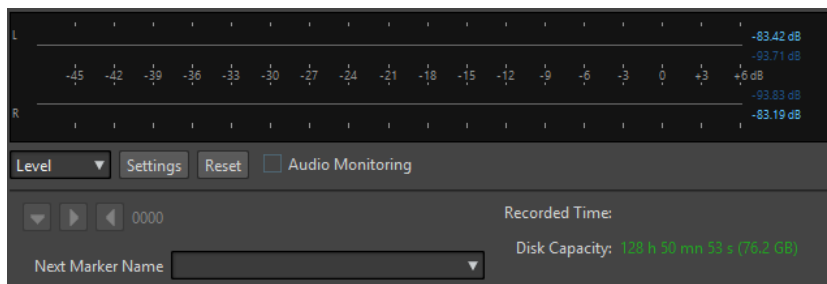 L
-83.42 dB
-93.71 dB
-45 -42 -39 -36 -33 -30 -27 -24 -21 -18 -15 -12 -9 -6 -3 0 +3 +6 dB
-93.83 dB
R
-83.19 dB
Level Settings Reset Audio Monitoring
0000 Recorded Time:
Disk Capacity: 128 h 50 mn 53 s (76.2 GB)
Next Marker Name